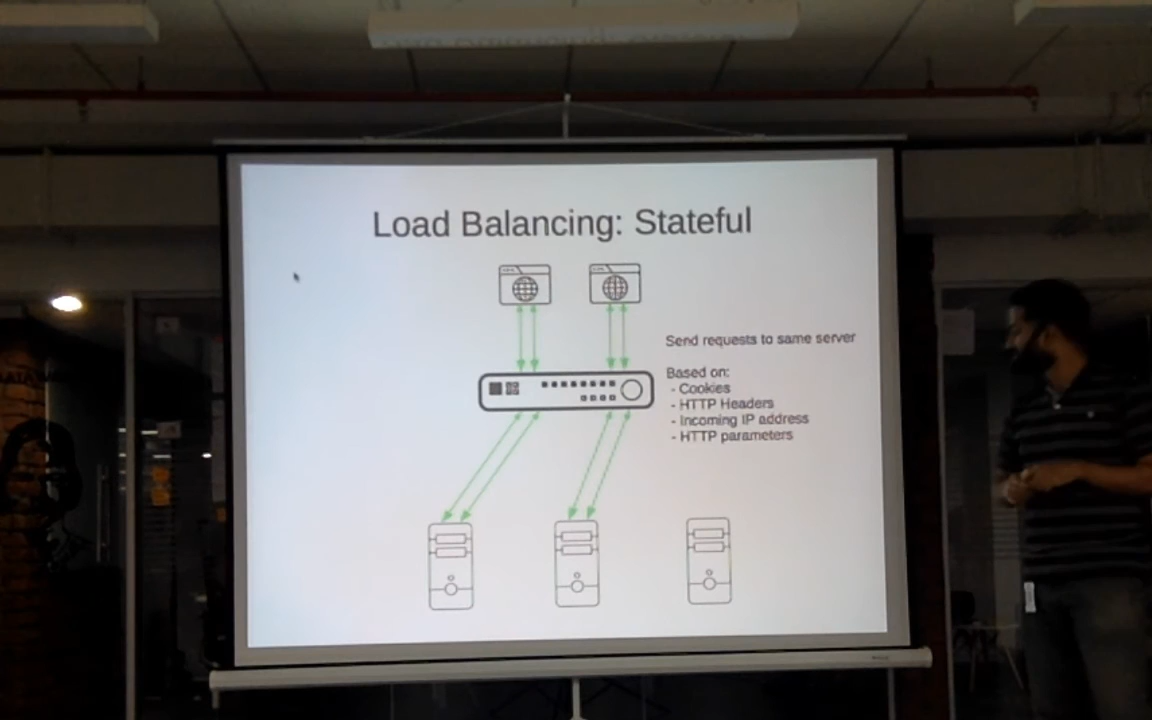 Load Balancing: Stateful
Send requests to same server
Based on:
- Cookies
- HTTP Headers
- Incoming IP address
- HTTP parameters